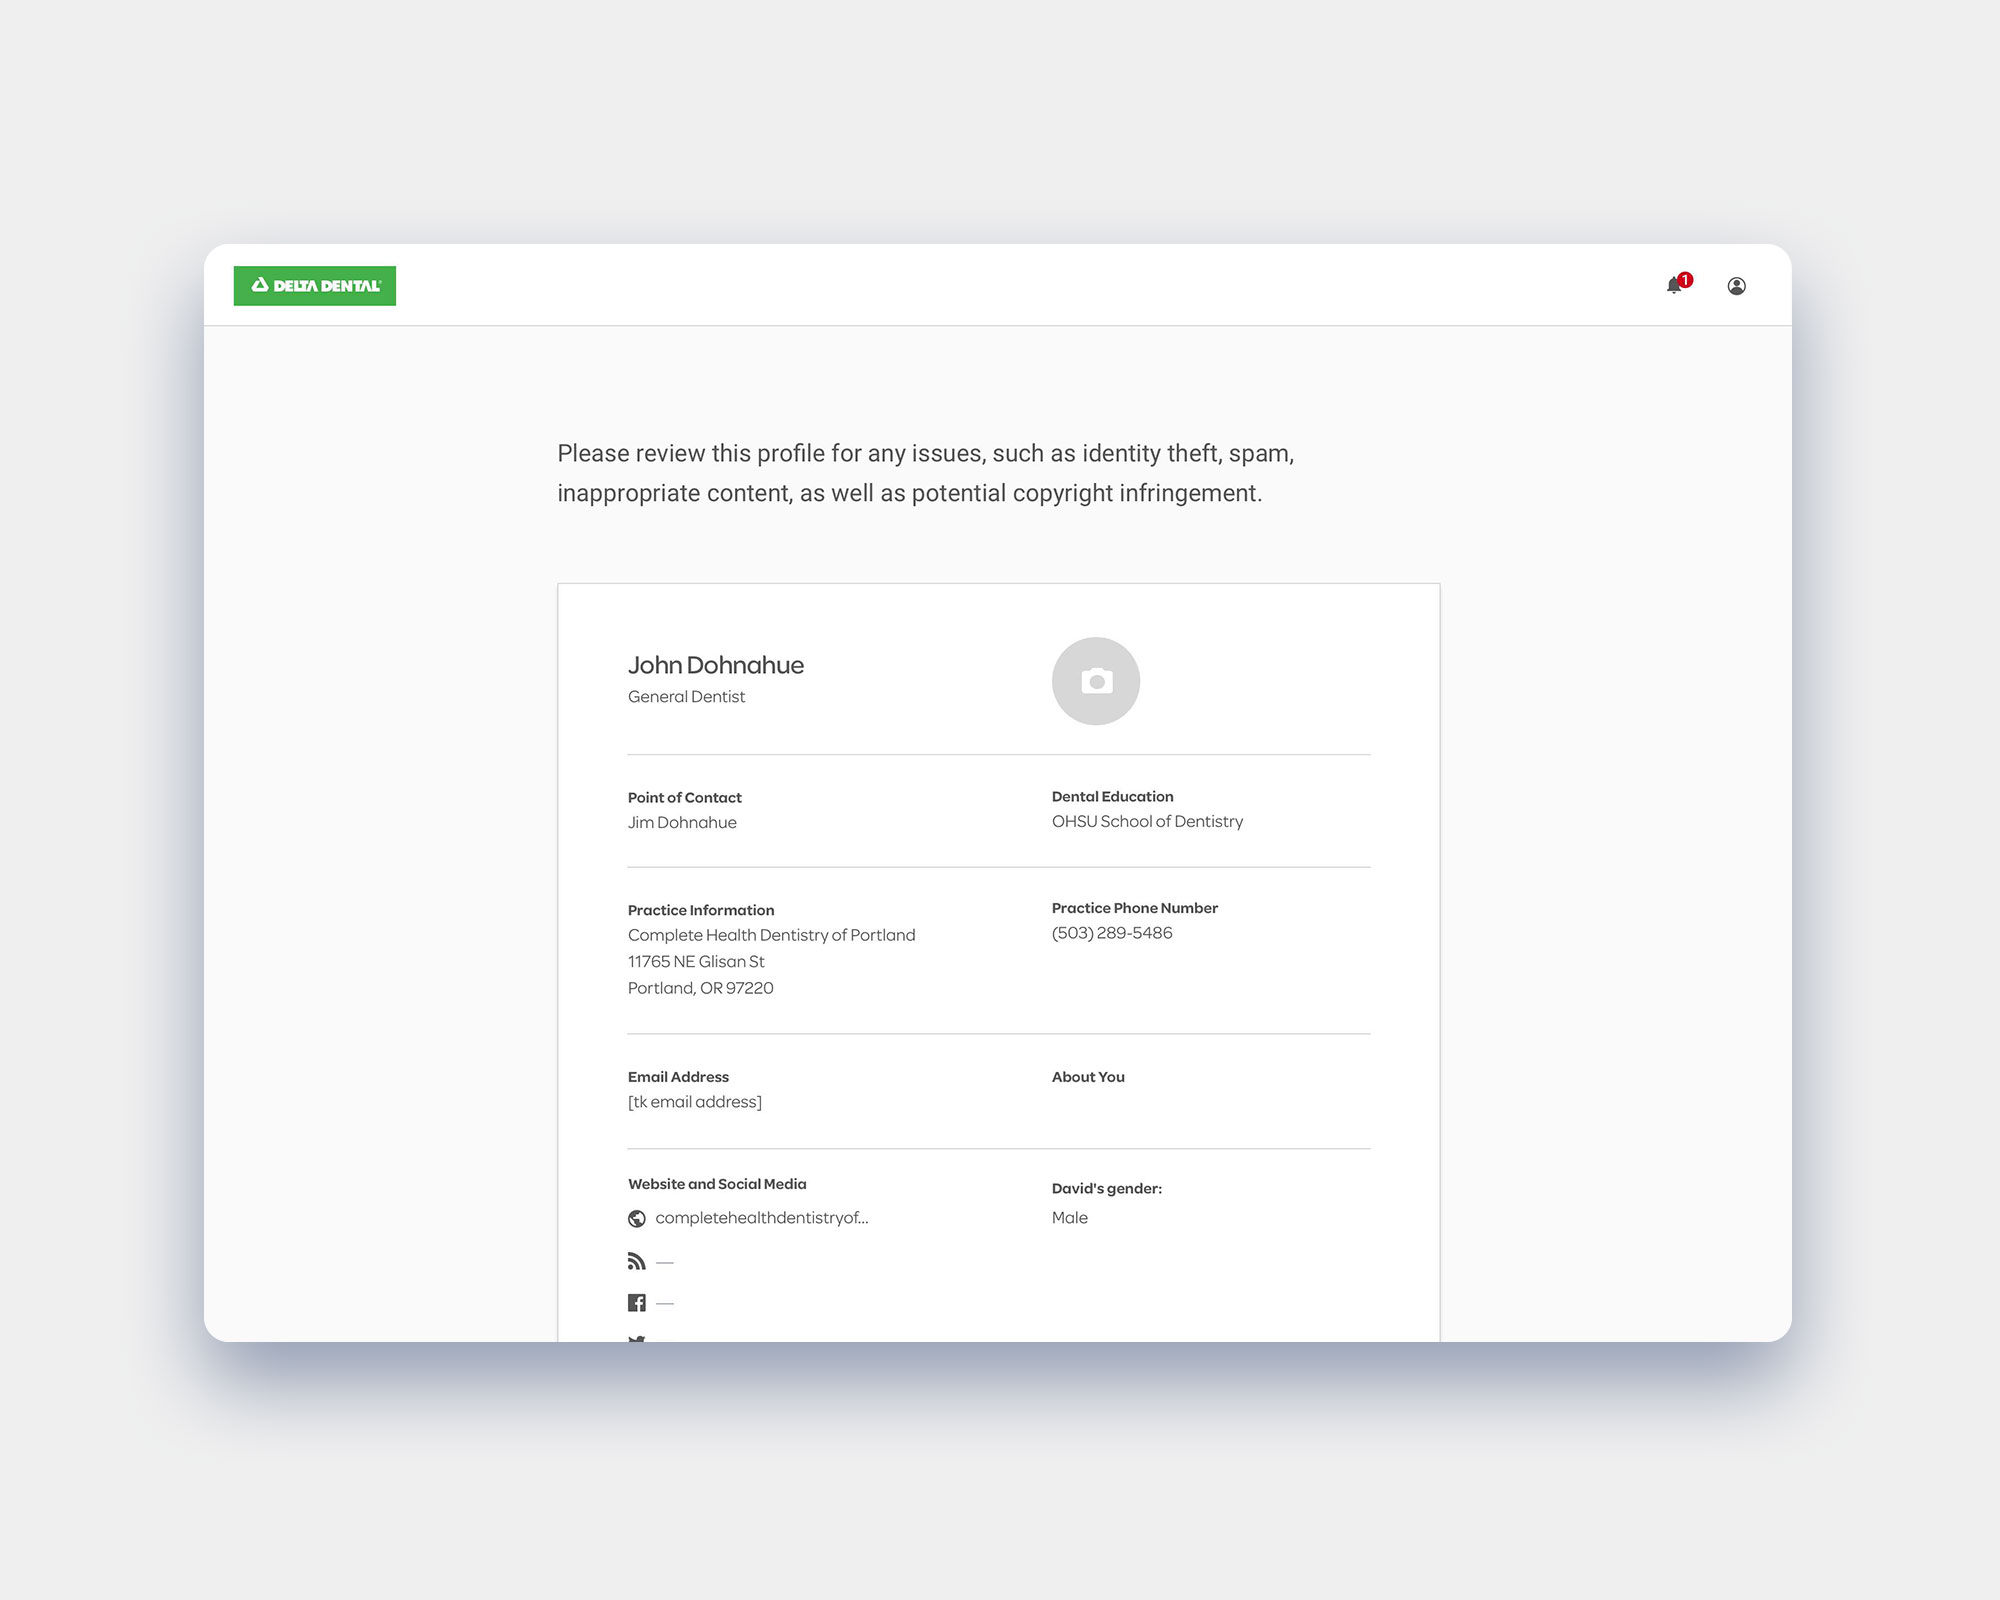 DELTA DENTAL
1
Please review this profile for any issues, such as identity theft, spam,
inappropriate content, as well as potential copyright infringement.
John Dohnahue
General Dentist
Point of Contact
Jim Dohnahue
Dental Education
OHSU School of Dentistry
Practice Information
Complete Health Dentistry of Portland
11765 NE Glisan St
Portland, OR 97220
Practice Phone Number
(503) 289-5486
Email Address
[tk email address]
About You
Website and Social Media
completehealthdentistryof...
—
—
David's gender:
Male